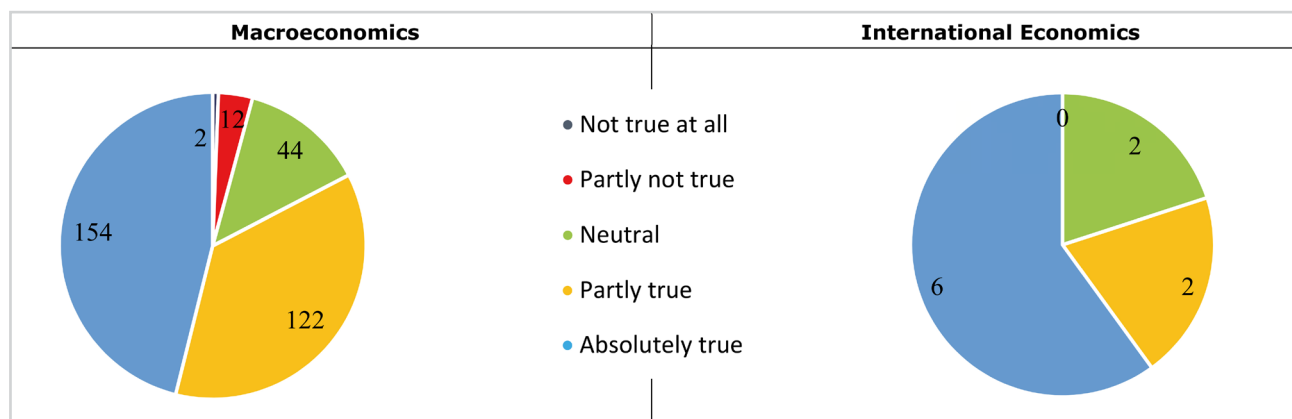 Macroeconomics
International Economics
2
12
44
122
154
Not true at all
Partly not true
Neutral
Partly true
Absolutely true
0
2
2
6